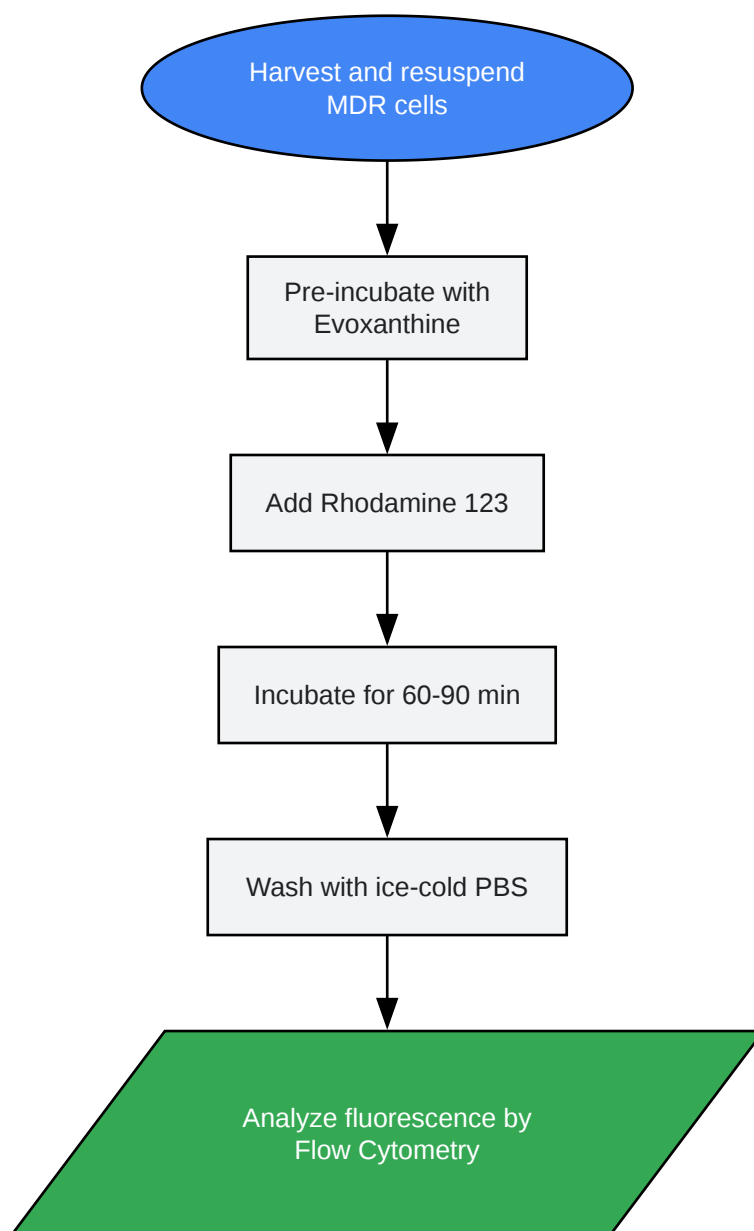 Harvest and resuspend
MDR cells
Pre-incubate with
Evoxanthine
Add Rhodamine 123
Incubate for 60-90 min
Wash with ice-cold PBS
Analyze fluorescence by
Flow Cytometry